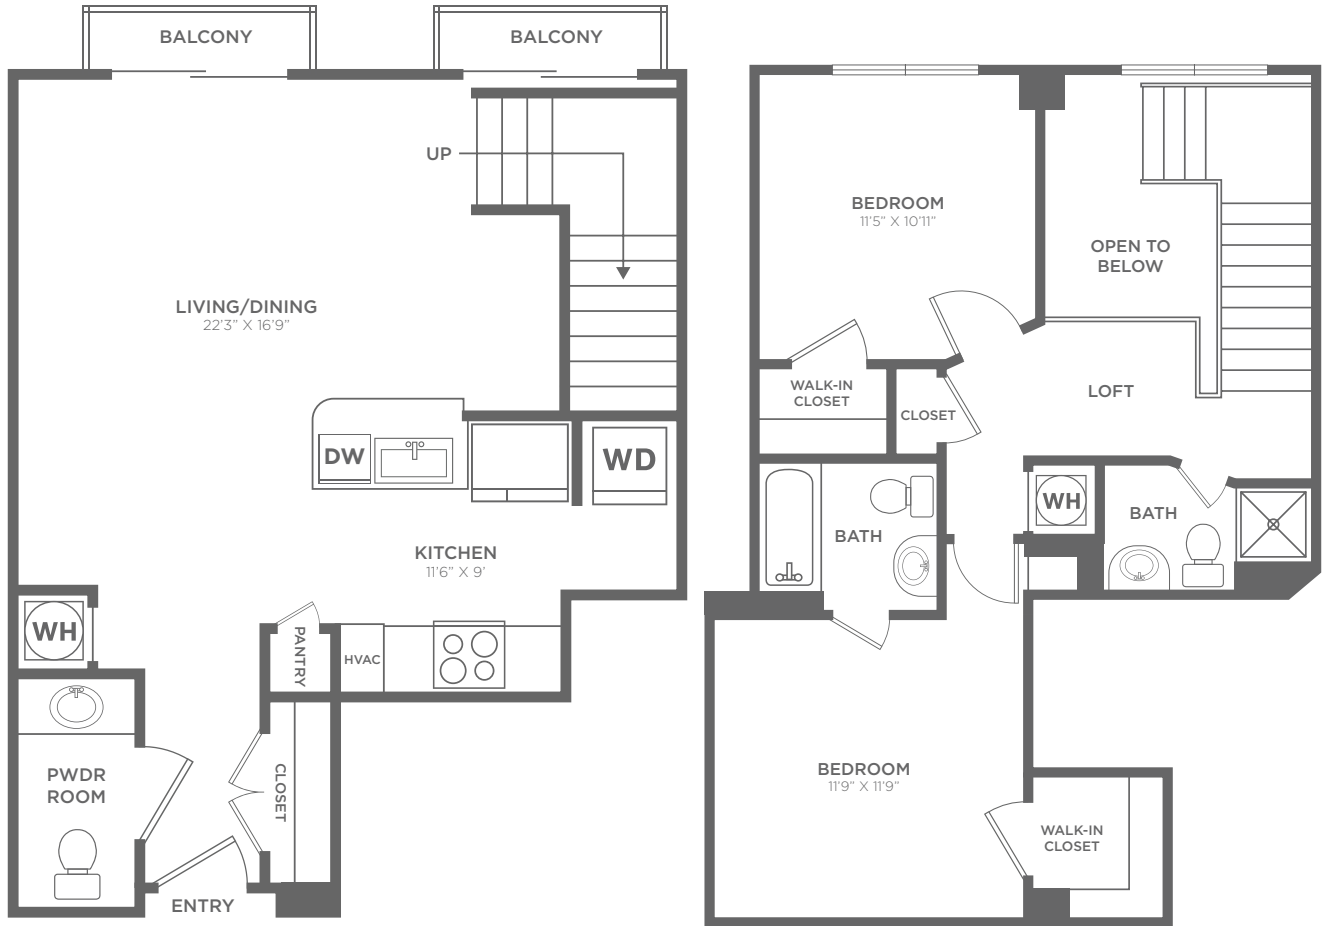 BALCONY
BALCONY
UP
LIVING/DINING
22'3" X 16'9"
DW
WD
KITCHEN
11'6" X 9'
WH
PANTRY
HVAC
PWDR
ROOM
CLOSET
ENTRY
BEDROOM
11'5" X 10'11"
OPEN TO
BELOW
WALK-IN
CLOSET
CLOSET
LOFT
WH
BATH
BATH
BEDROOM
11'9" X 11'9"
WALK-IN
CLOSET